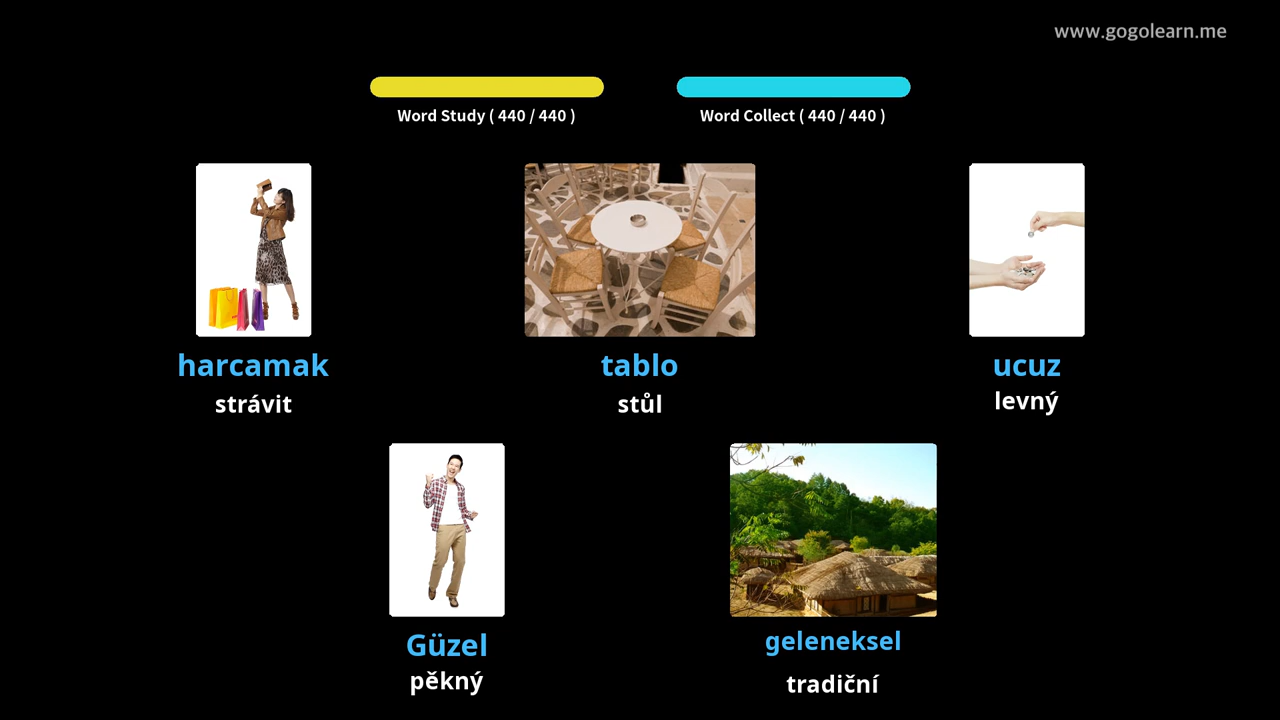 www.gogolearn.me
Word Study ( 440 / 440 )
Word Collect ( 440 / 440 )
harcamak
strávit
tablo
stůl
ucuz
levný
Güzel
pěkný
geleneksel
tradiční